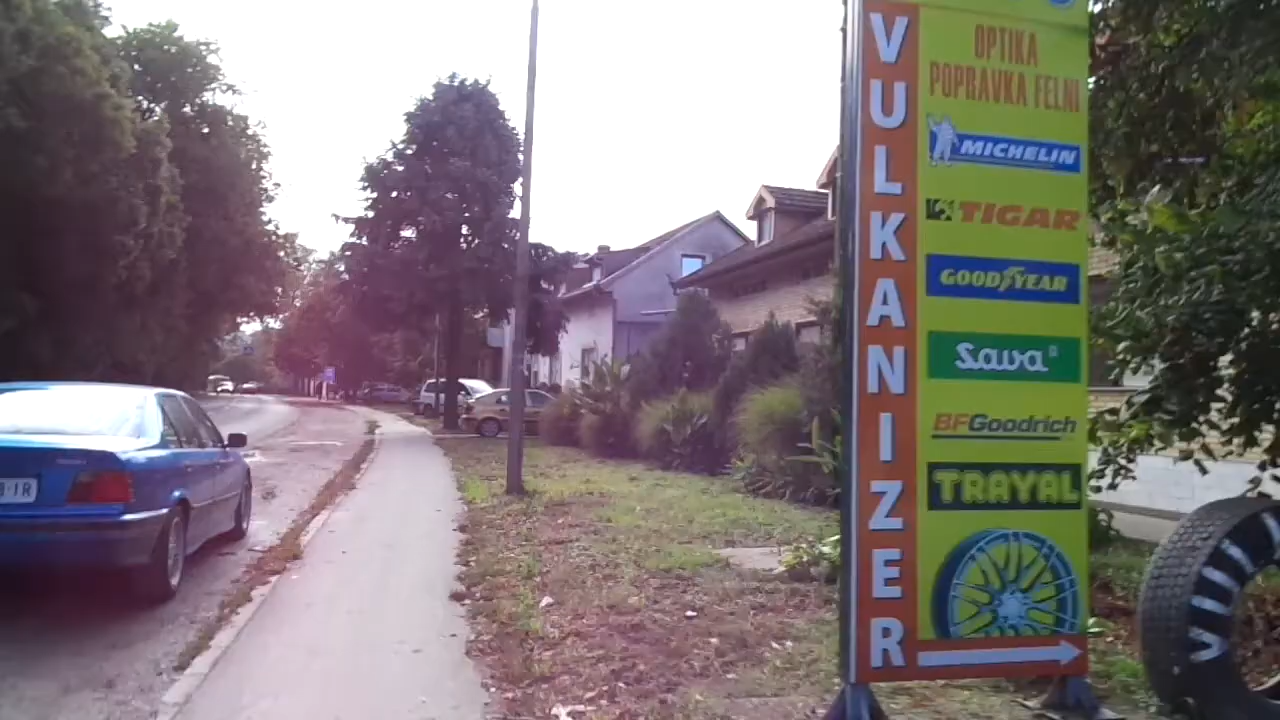 VULKANIZER
OPTIKA
POPRAVKA FELNI
MICHELIN
TIGAR
GOODYEAR
Sava
BFGoodrich
TRAYAL